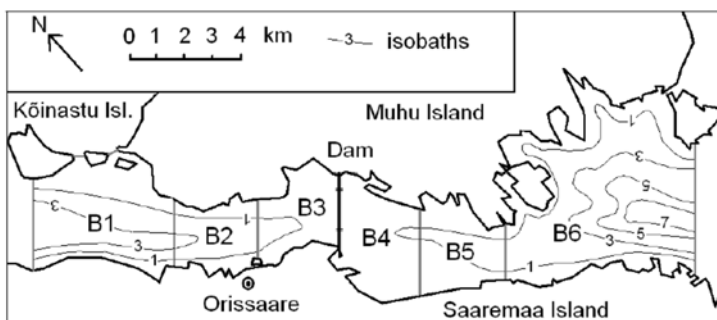 N
0 1 2 3 4 km
3 isobaths
Kõinastu Isl.
Muhu Island
Dam
1
3
5
7
5
3
1
3
B1
3
1
B2
1
B3
B4
B5
B6
1
Orissaare
Saaremaa Island